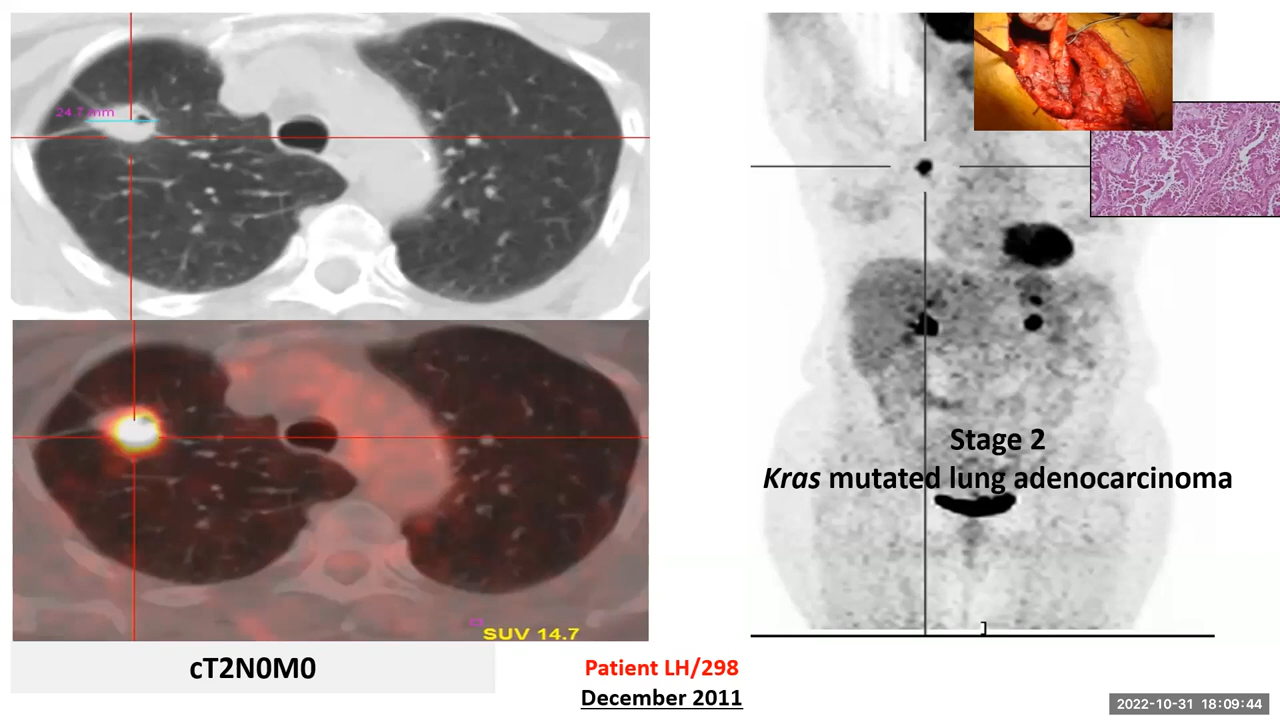 24.7 mm
SUV 14.7
Stage 2
Kras mutated lung adenocarcinoma
cT2N0M0
Patient LH/298
December 2011
2022-10-31 18:09:44